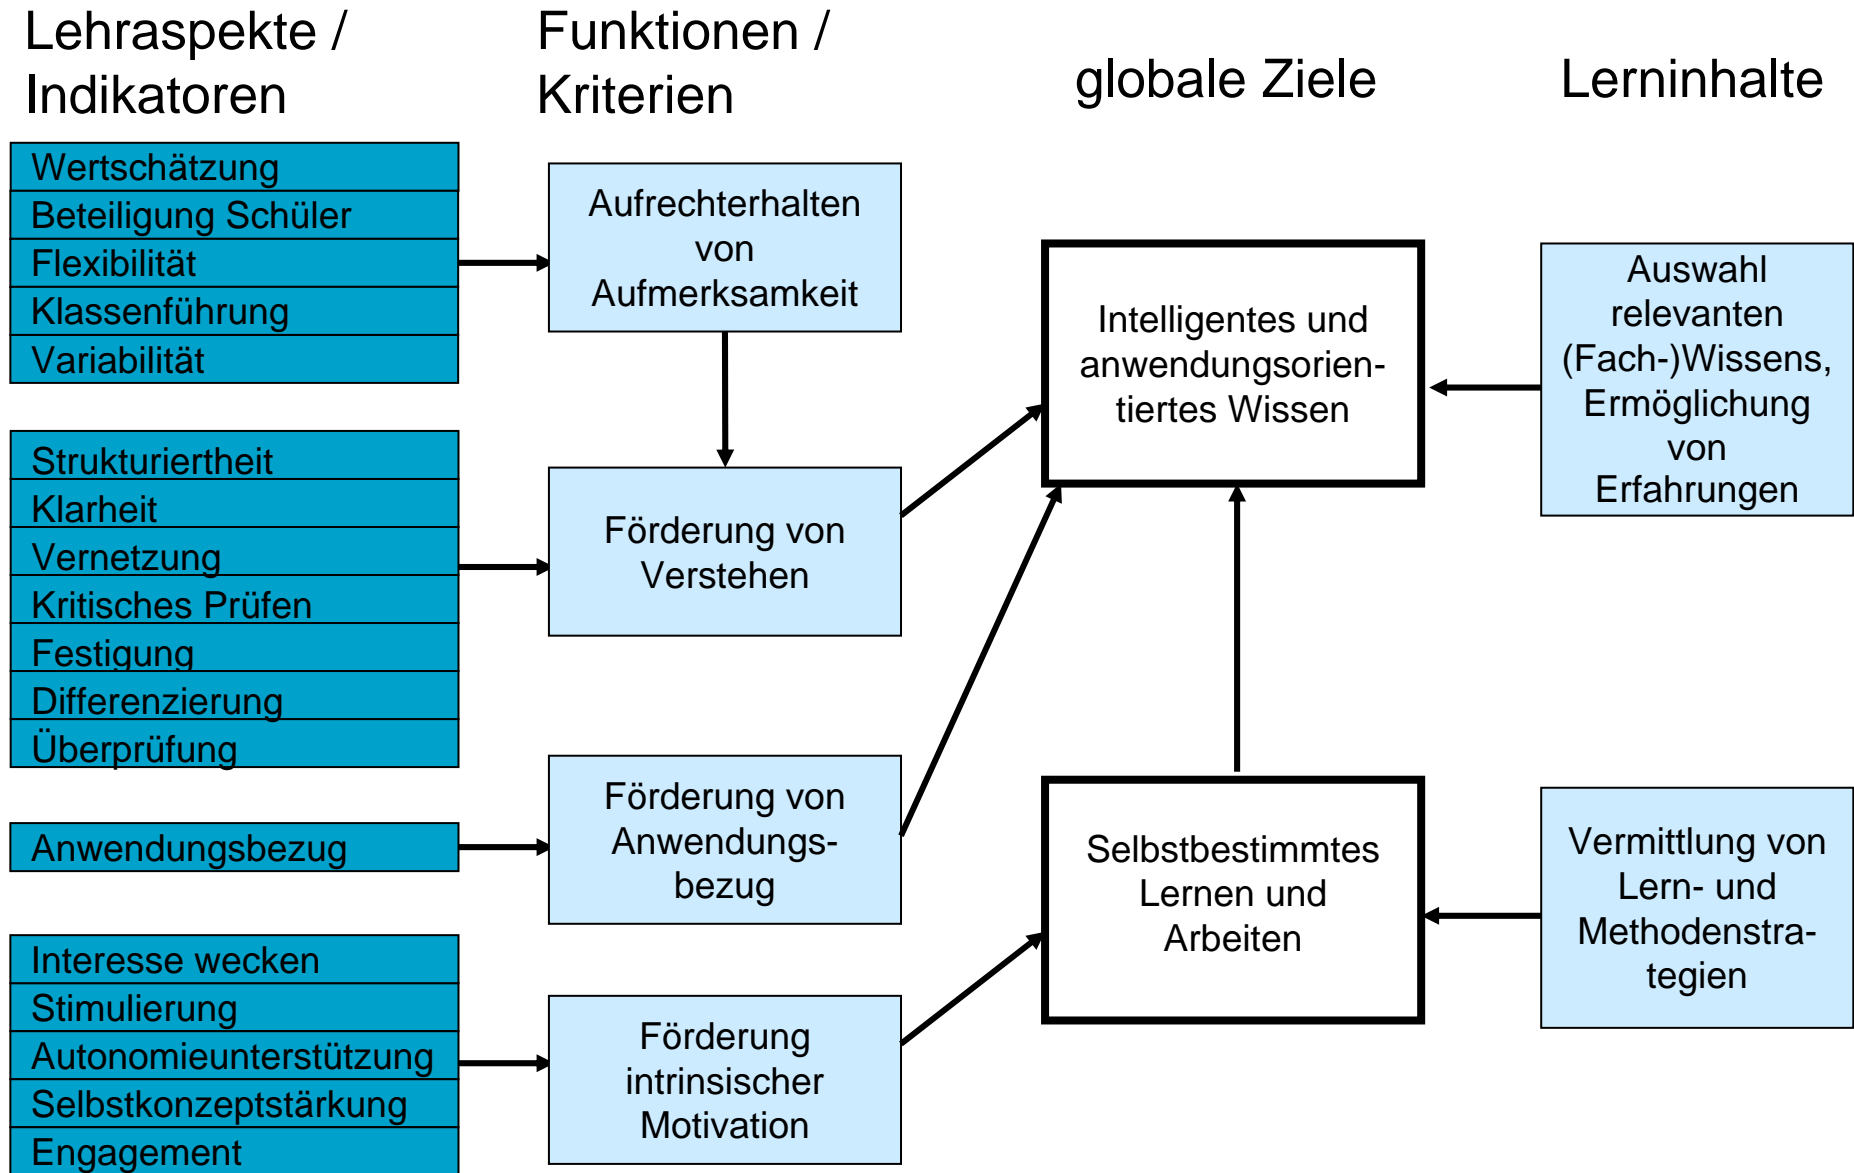 Lehraspekte /
Indikatoren
Funktionen /
Kriterien
globale Ziele
Lerninhalte
Wertschätzung
Beteiligung Schüler
Flexibilität
Klassenführung
Variabilität
Strukturiertheit
Klarheit
Vernetzung
Kritisches Prüfen
Festigung
Differenzierung
Überprüfung
Anwendungsbezug
Interesse wecken
Stimulierung
Autonomieunterstützung
Selbstkonzeptstärkung
Engagement
Aufrechterhalten
von
Aufmerksamkeit
Förderung von
Verstehen
Förderung von
Anwendungs-
bezug
Förderung
intrinsischer
Motivation
Intelligentes und
anwendungsorien-
tiertes Wissen
Selbstbestimmtes
Lernen und
Arbeiten
Auswahl
relevanten
(Fach-)Wissens,
Ermöglichung
von
Erfahrungen
Vermittlung von
Lern- und
Methodenstra-
tegien